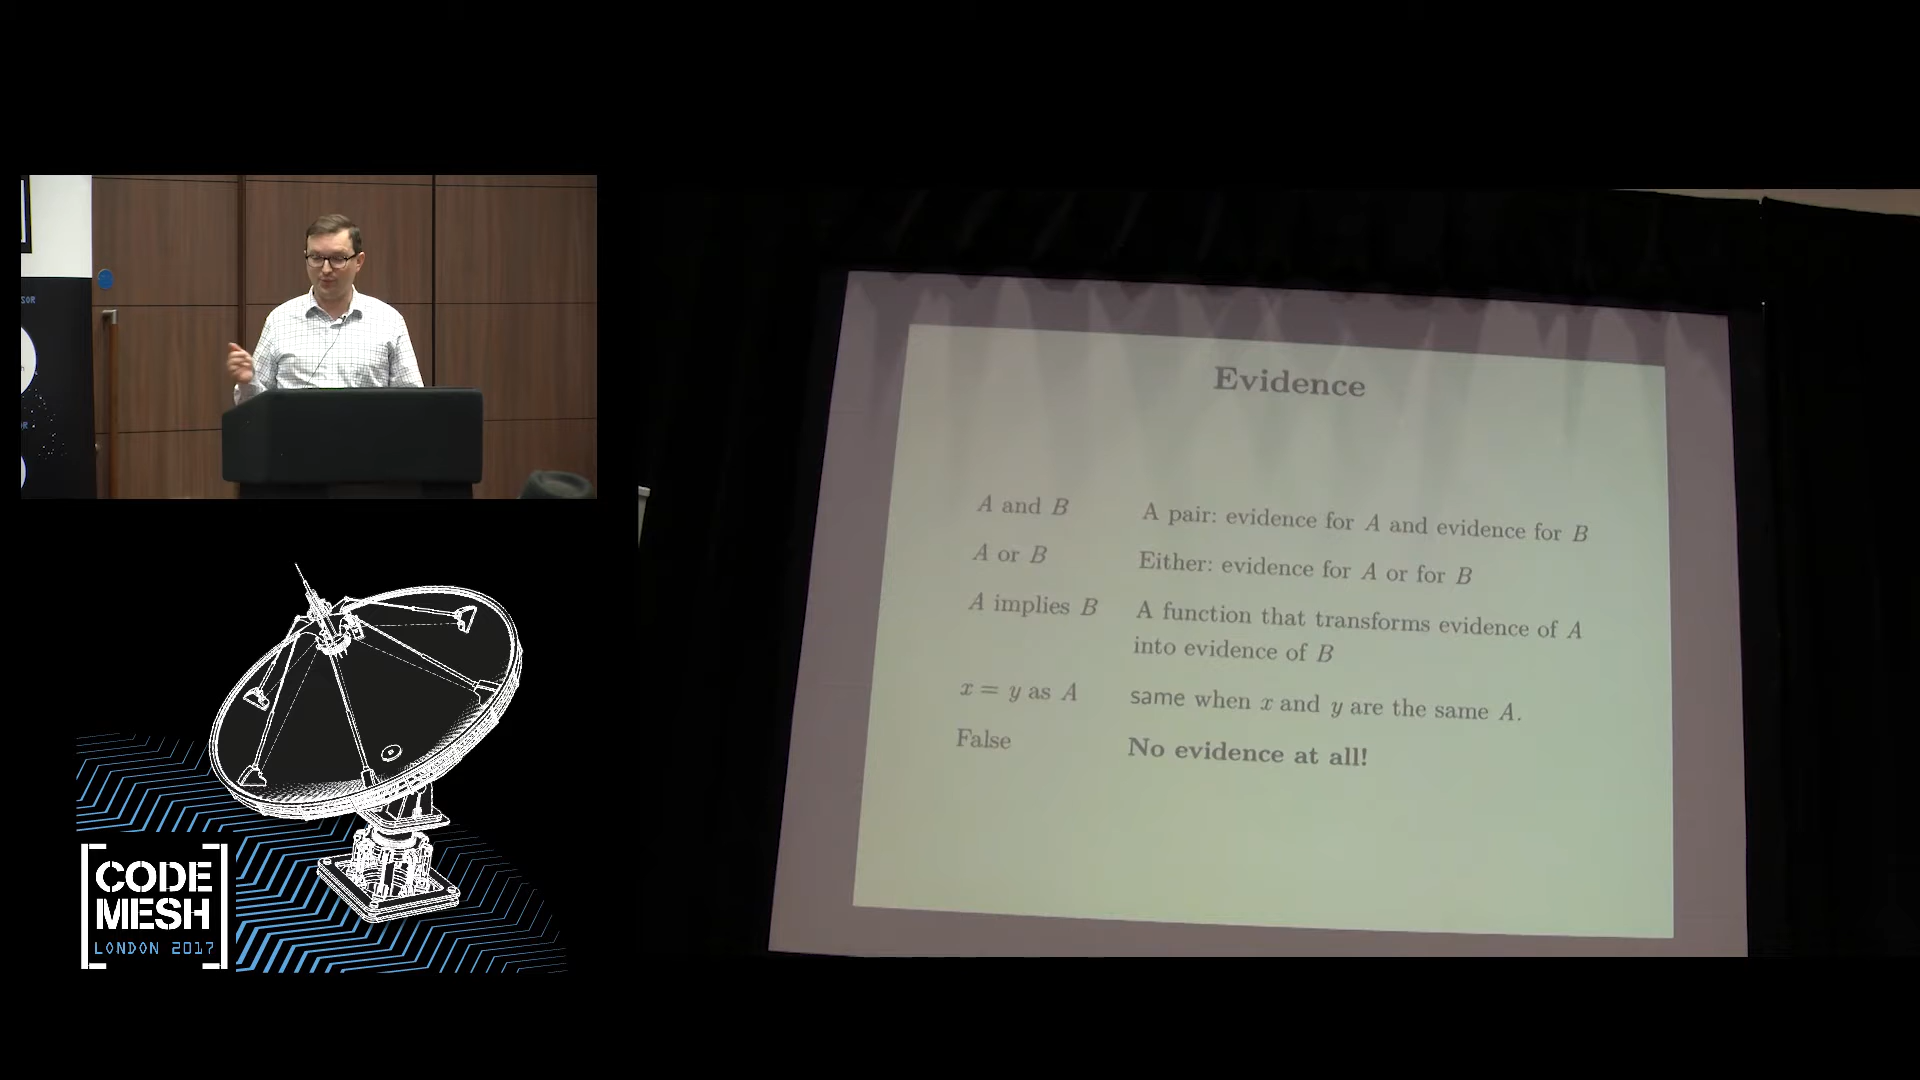 Evidence
A and B A pair: evidence for A and evidence for B
A or B Either: evidence for A or for B
A implies B A function that transforms evidence of A
into evidence of B
x = y as A same when x and y are the same A.
False No evidence at all!
[CODE
MESH]
LONDON 2017